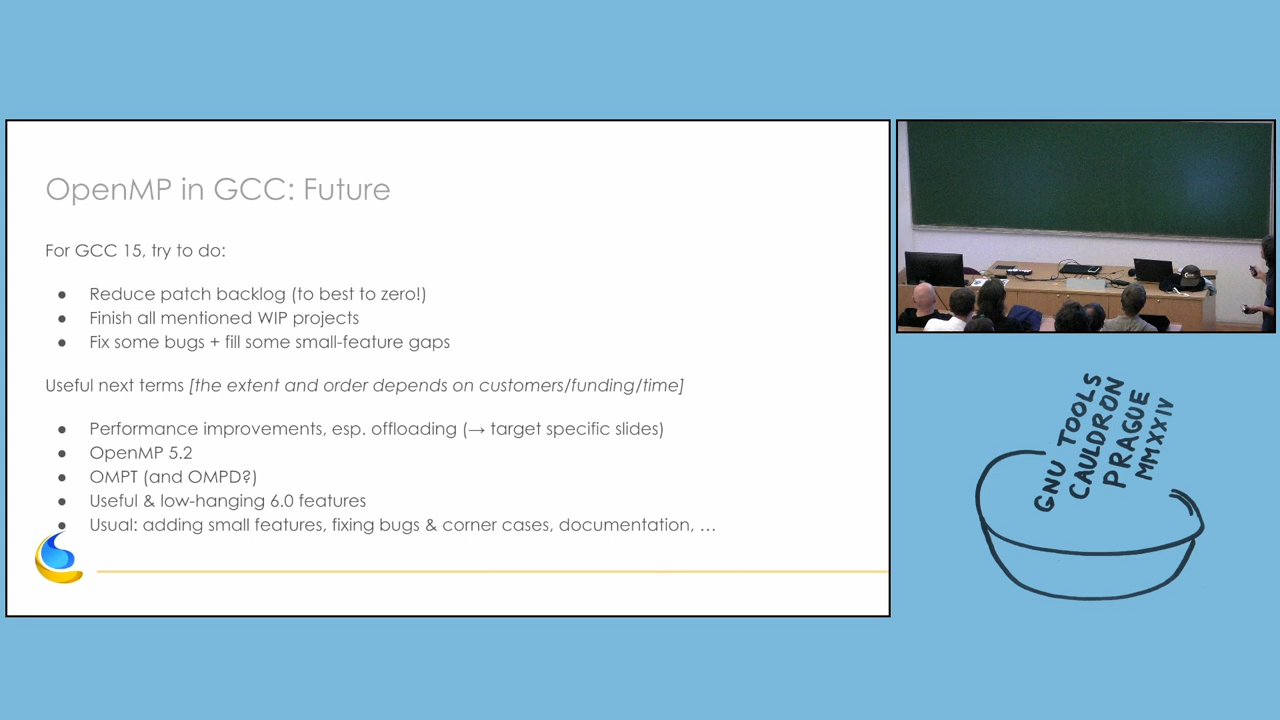 OpenMP in GCC: Future
For GCC 15, try to do:
● Reduce patch backlog (to best to zero!)
● Finish all mentioned WIP projects
● Fix some bugs + fill some small-feature gaps
Useful next terms [the extent and order depends on customers/funding/time]
● Performance improvements, esp. offloading (→ target specific slides)
● OpenMP 5.2
● OMPT (and OMPD?)
● Useful & low-hanging 6.0 features
● Usual: adding small features, fixing bugs & corner cases, documentation, …
GNU TOOLS
CAULDRON
PRAGUE
MMXXIV